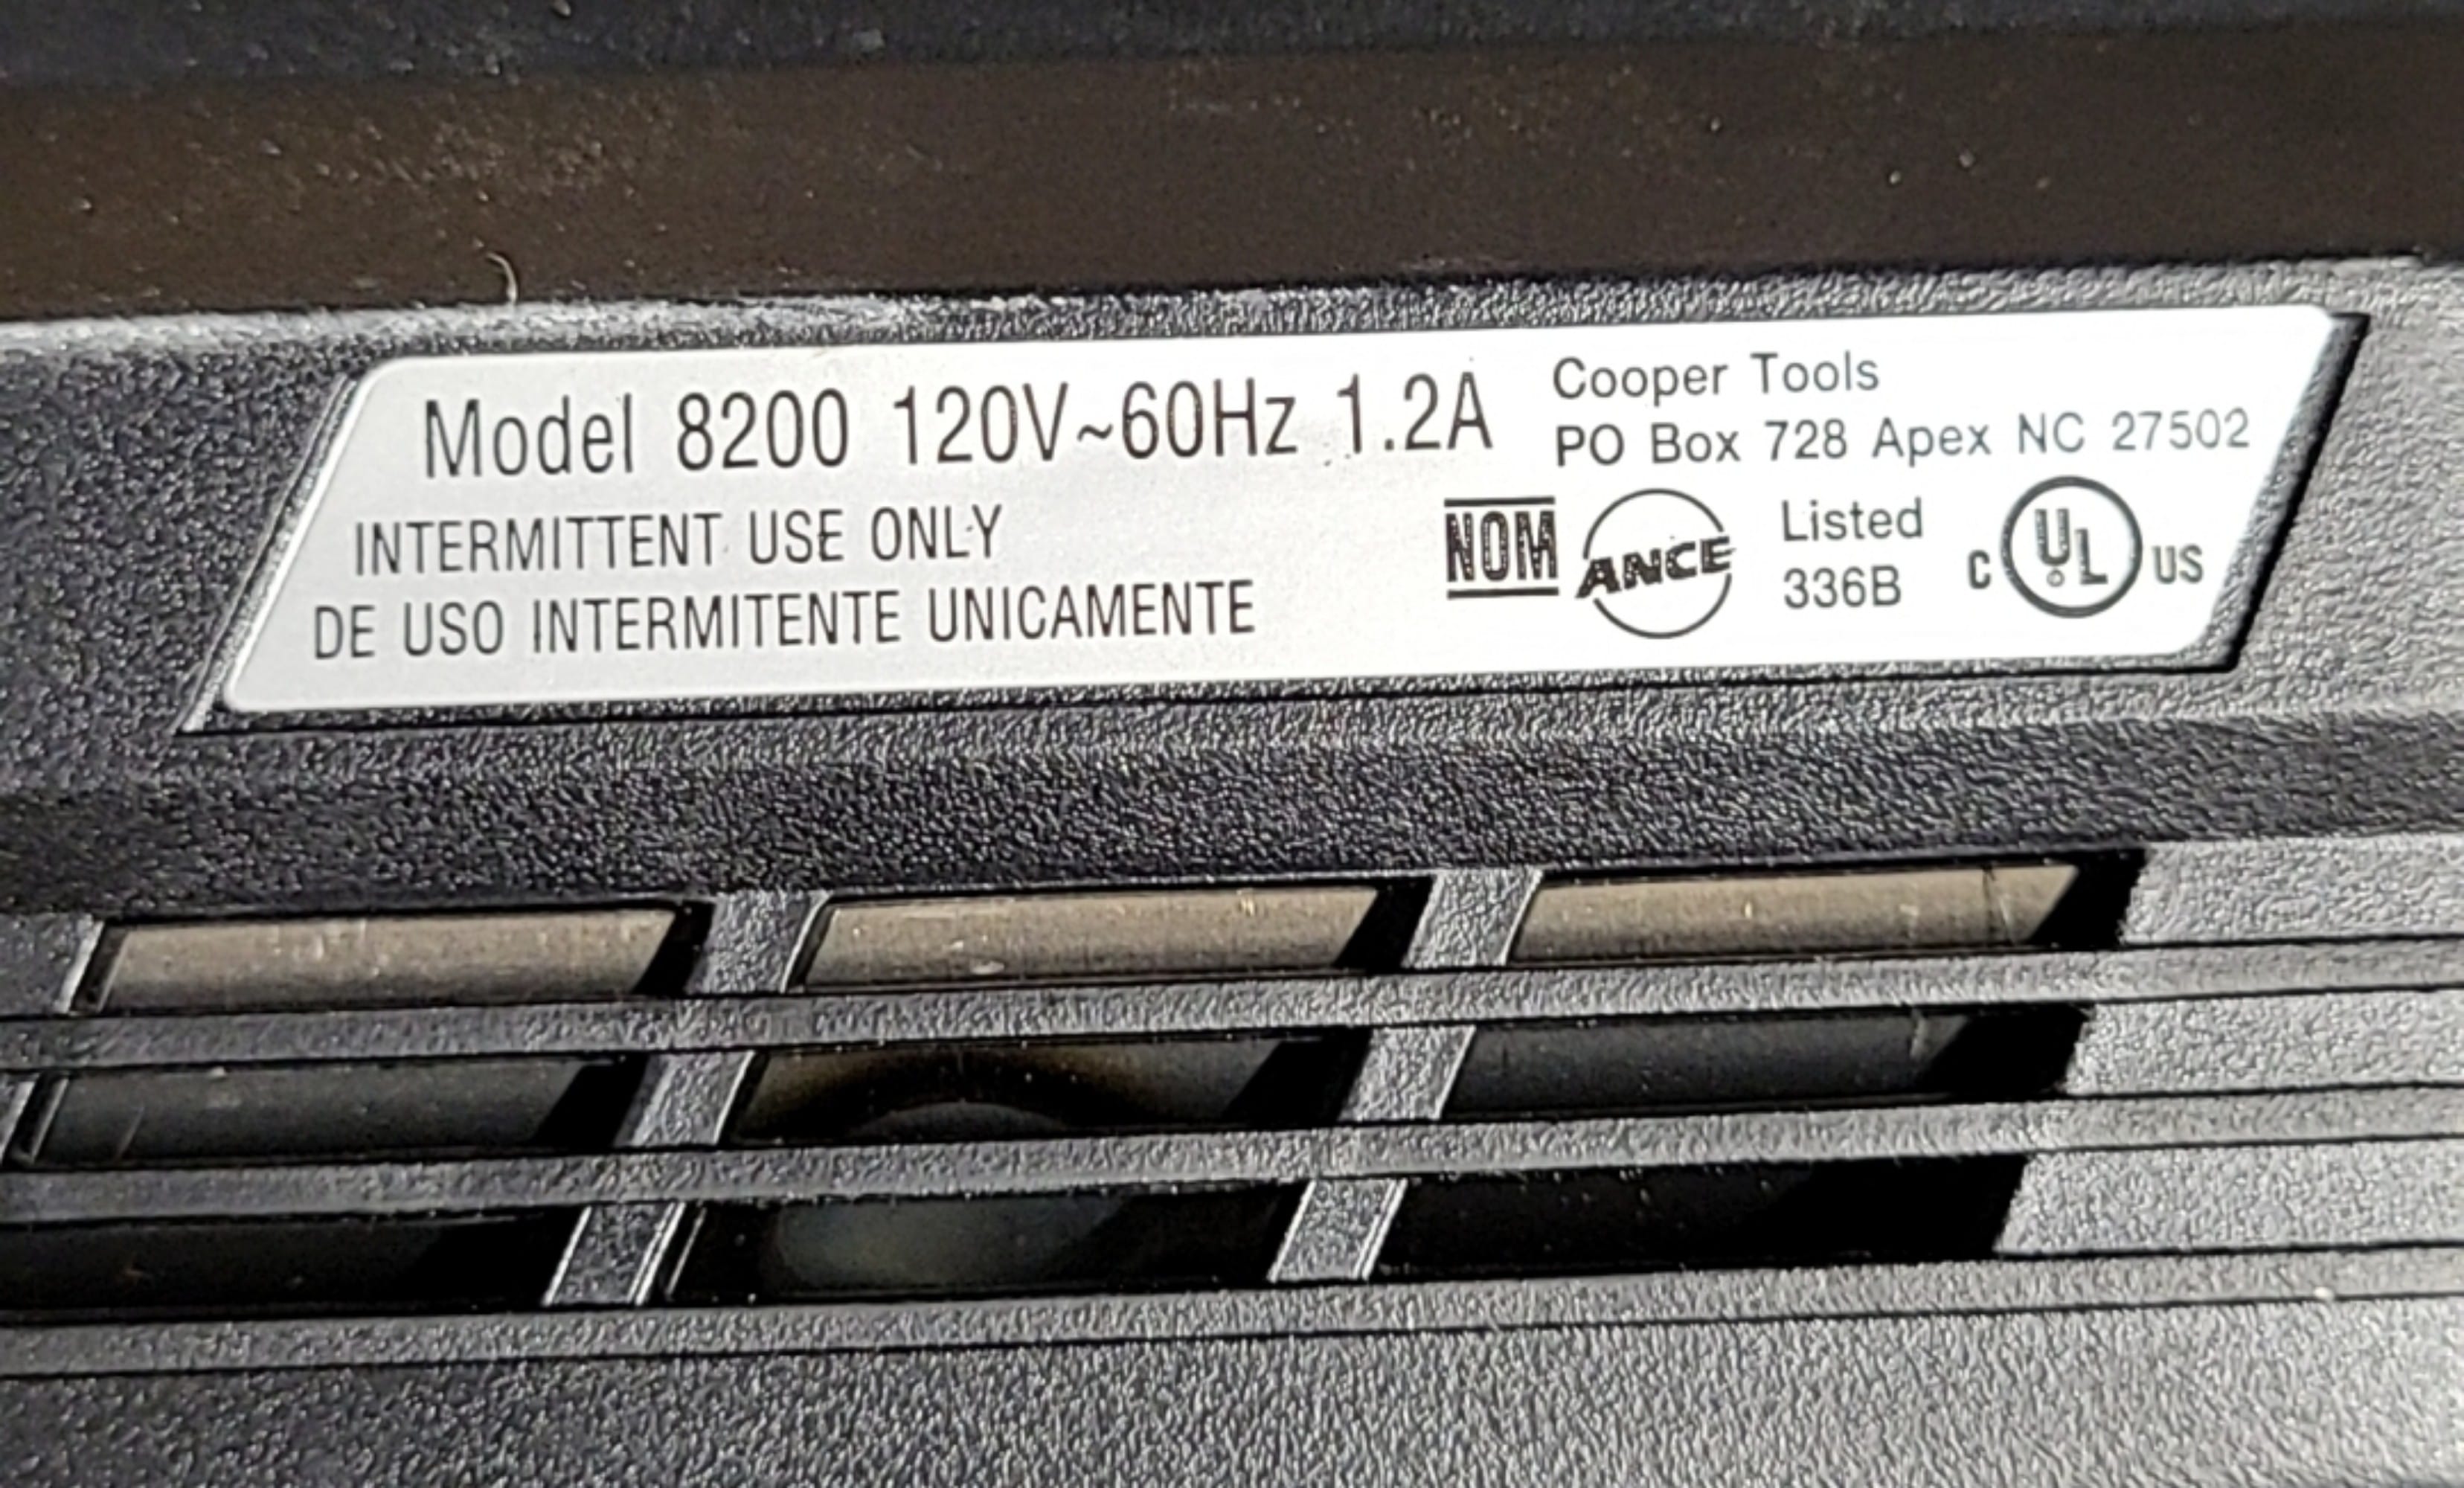 Model 8200 120V~60Hz 1.2A
INTERMITTENT USE ONLY
DE USO INTERMITENTE UNICAMENTE
Cooper Tools
PO Box 728 Apex NC 27502
NOM
ANCE
Listed
336B
C UL US